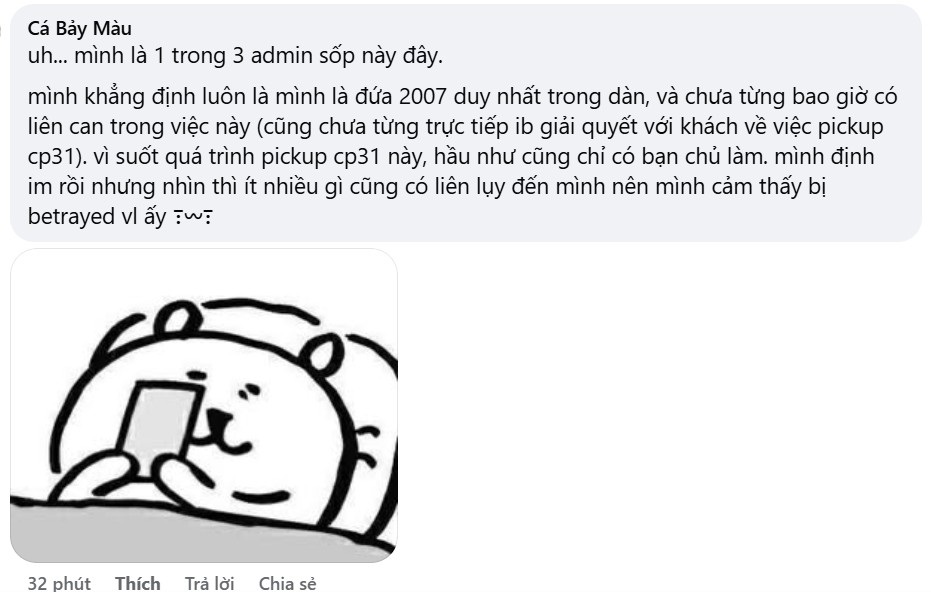 Cá Bảy Màu
uh... mình là 1 trong 3 admin sốp này đây.
mình khẳng định luôn là mình là đứa 2007 duy nhất trong dàn, và chưa từng bao giờ có
liên can trong việc này (cũng chưa từng trực tiếp ib giải quyết với khách về việc pickup
cp31). vì suốt quá trình pickup cp31 này, hầu như cũng chỉ có bạn chủ làm. mình định
im rồi nhưng nhìn thì ít nhiều gì cũng có liên lụy đến mình nên mình cảm thấy bị
betrayed vl ấy
32 phút Thích Trả lời Chia sẻ